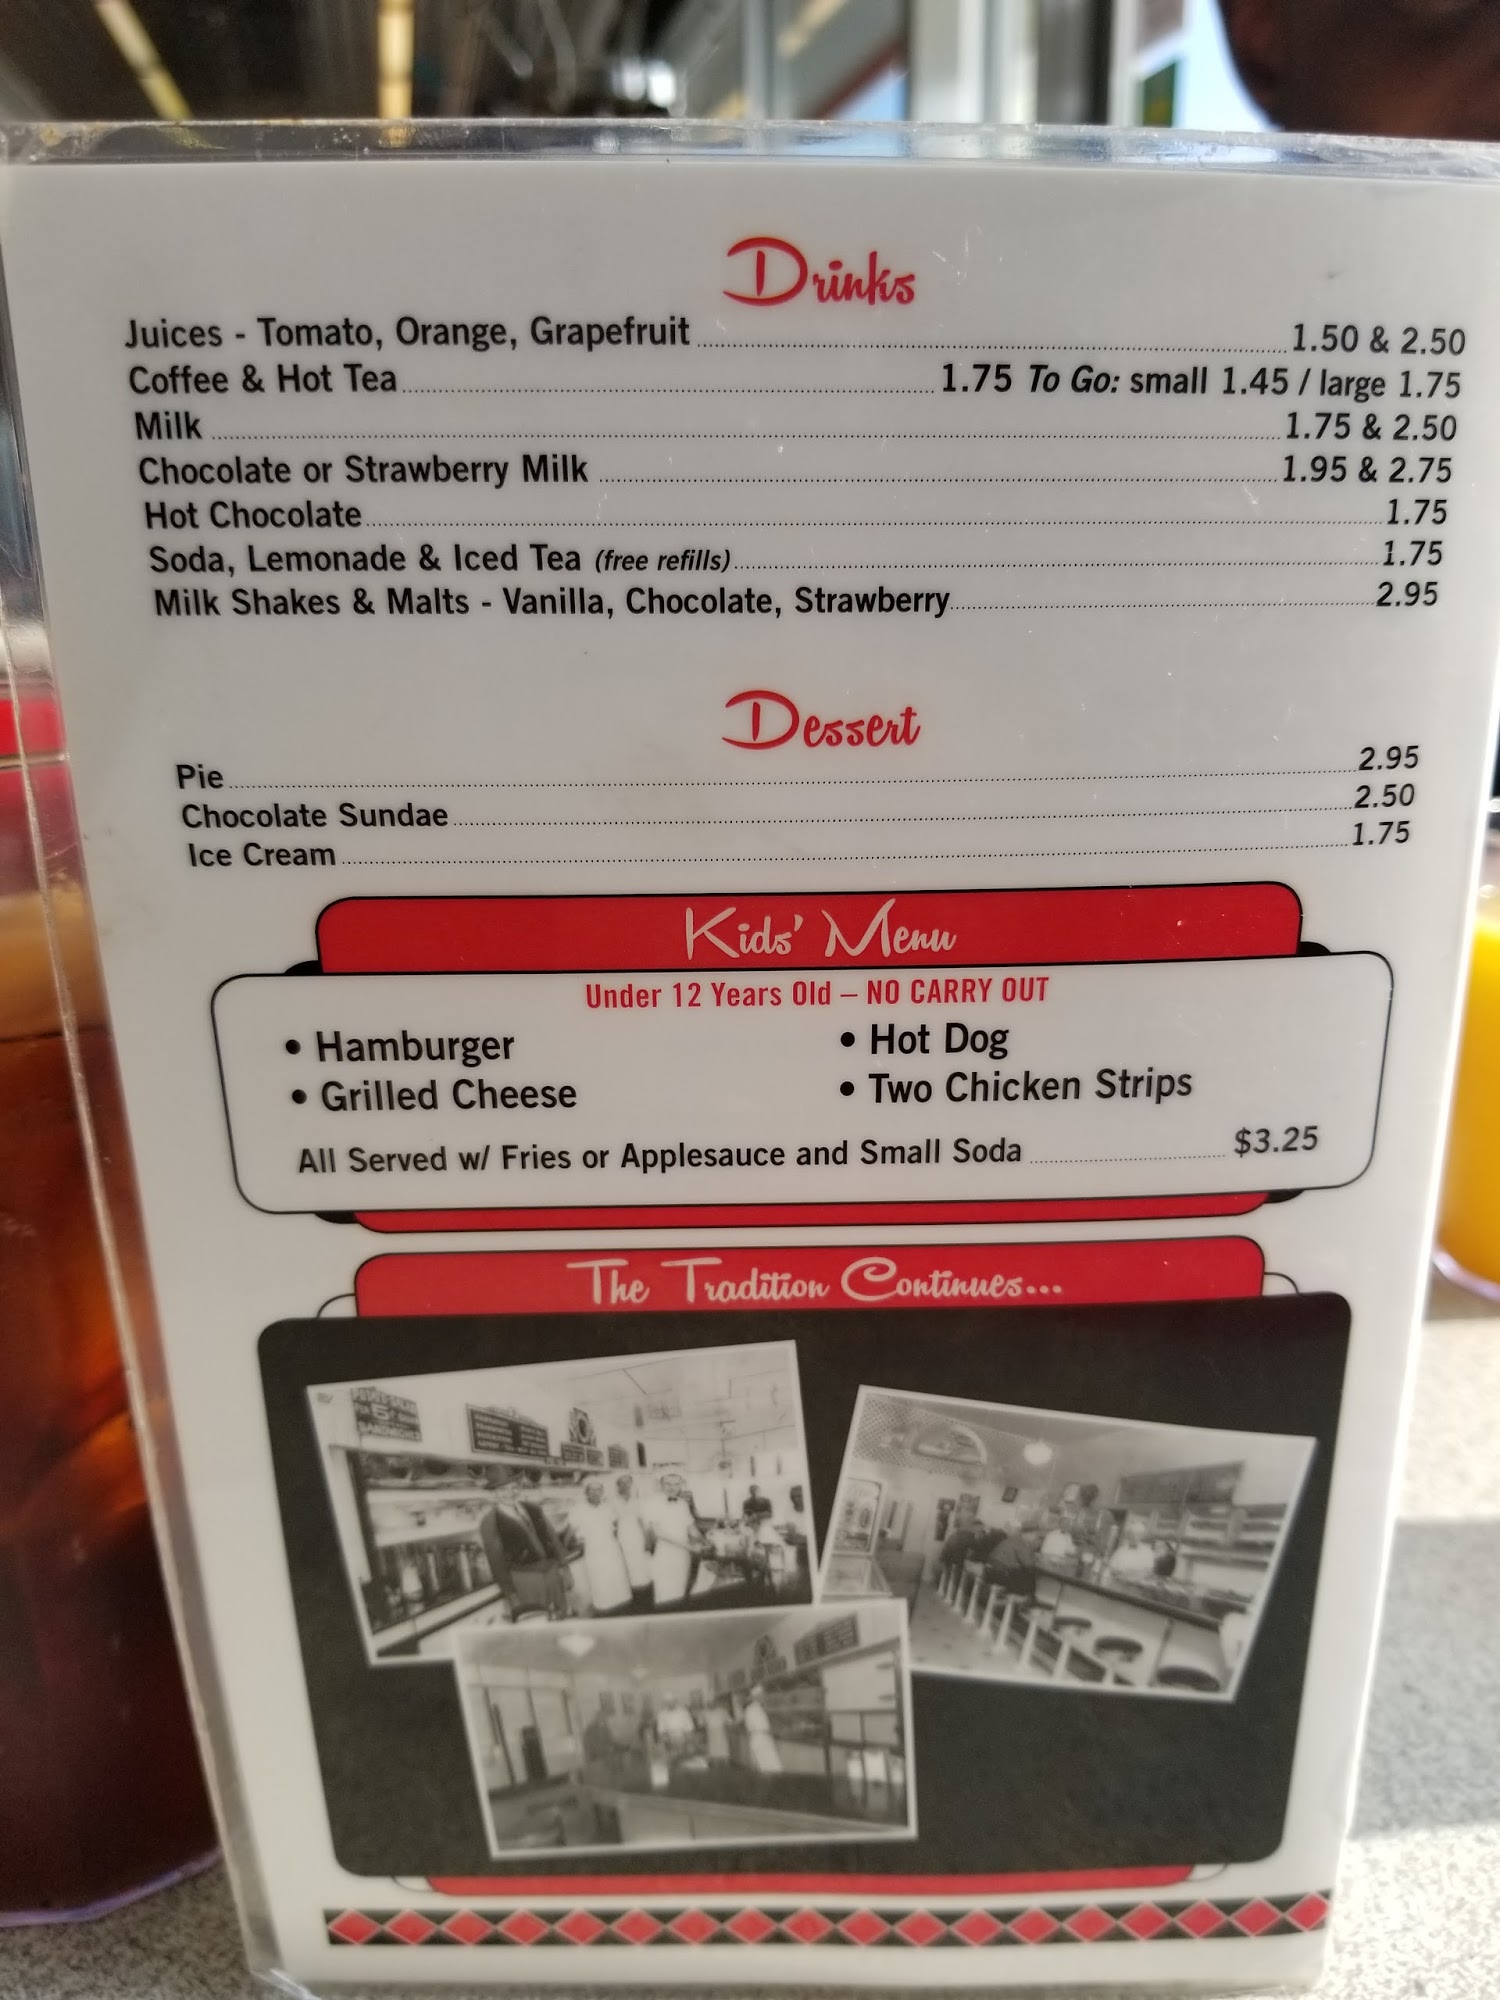 Drinks
Juices - Tomato, Orange, Grapefruit 1.50 & 2.50
Coffee & Hot Tea 1.75 To Go: small 1.45 / large 1.75
Milk 1.75 & 2.50
Chocolate or Strawberry Milk 1.95 & 2.75
Hot Chocolate 1.75
Soda, Lemonade & Iced Tea (free refills) 1.75
Milk Shakes & Malts - Vanilla, Chocolate, Strawberry 2.95
Dessert
Pie 2.95
Chocolate Sundae 2.50
Ice Cream 1.75
Kids' Menu
Under 12 Years Old – NO CARRY OUT
• Hamburger • Hot Dog
• Grilled Cheese • Two Chicken Strips
All Served w/ Fries or Applesauce and Small Soda $3.25
The Tradition Continues...